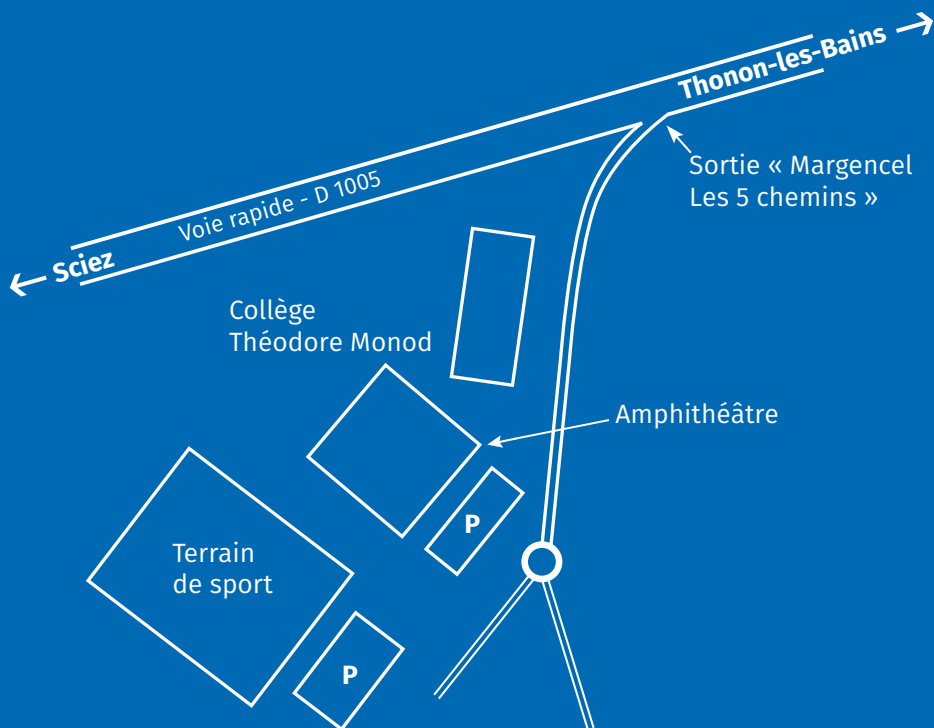 Thonon-les-Bains
Sortie « Margencel
Les 5 chemins »
Voie rapide - D 1005
Sciez
Collège
Théodore Monod
Amphithéâtre
P
Terrain
de sport
P